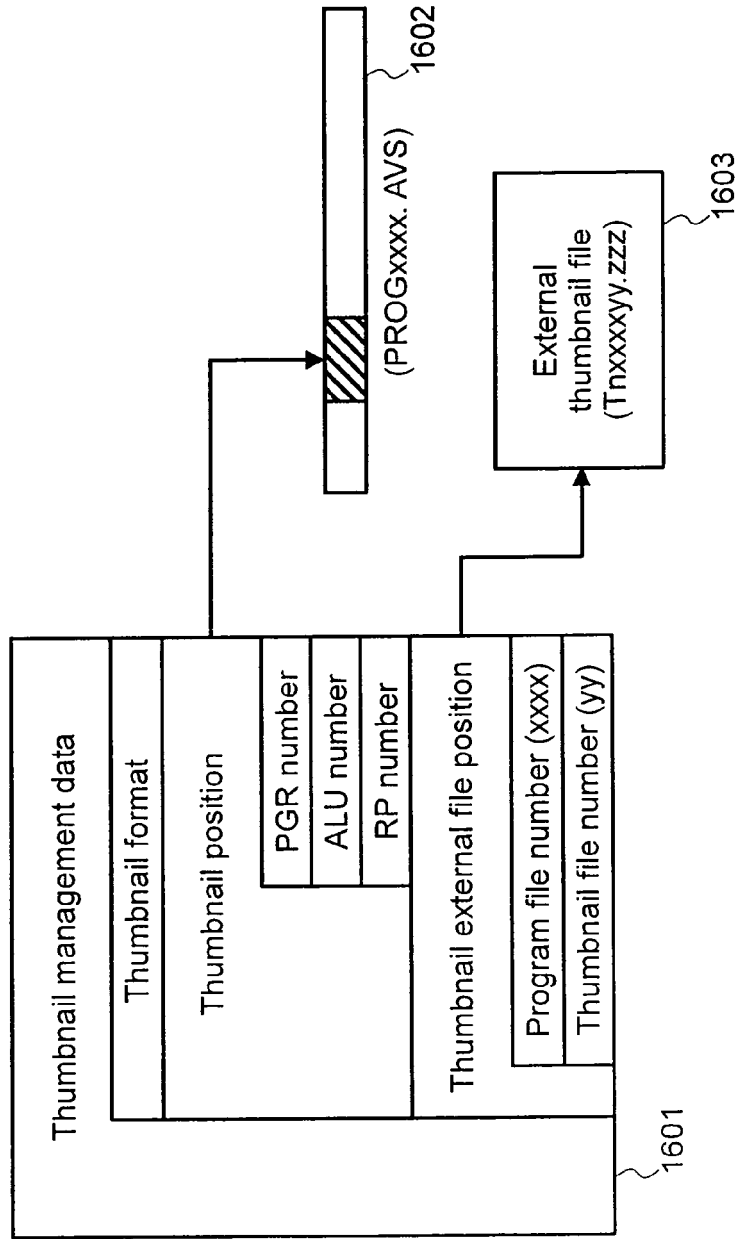 Thumbnail management data
Thumbnail format
Thumbnail position
PGR number
ALU number
RP number
Thumbnail external file position
Program file number (xxxx)
Thumbnail file number (yy)
1601
1602
(PROGxxxx. AVS)
External
thumbnail file
(Tnxxxxyy.zzz)
1603